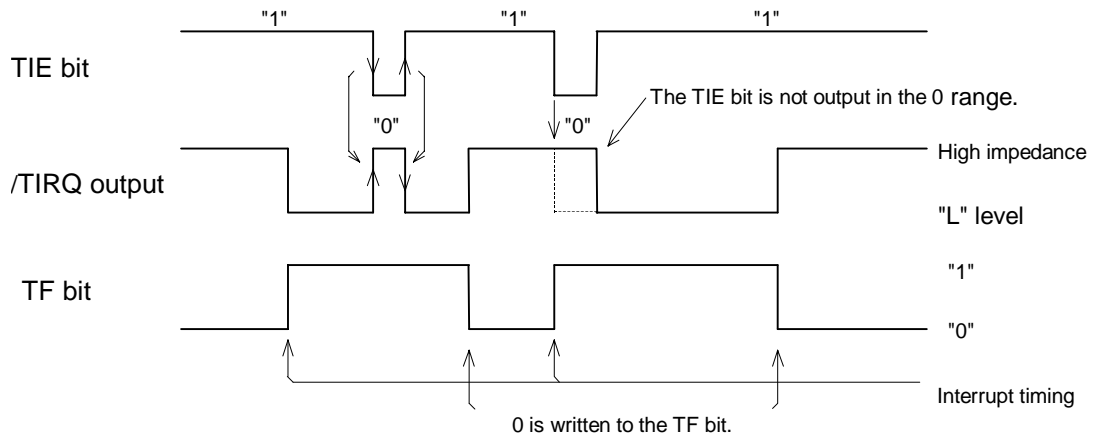 "1" "1" "1"
TIE bit
The TIE bit is not output in the 0 range.
"0" "0"
High impedance
/TIRQ output
"L" level
"1"
TF bit
"0"
Interrupt timing
0 is written to the TF bit.